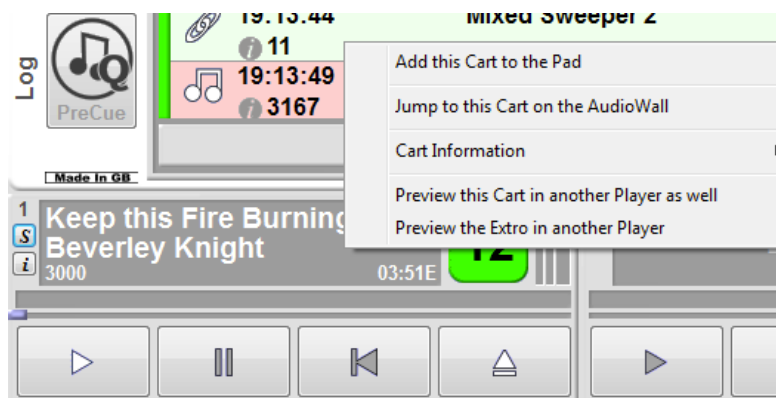 19:13:44 Mixed Sweeper 2
i 11
19:13:49
i 3167
Log
PreCue
Made In GB
Add this Cart to the Pad
Jump to this Cart on the AudioWall
Cart Information
Preview this Cart in another Player as well
Preview the Extro in another Player
1
S
i
Keep this Fire Burning
Beverley Knight
3000 03:51E
12